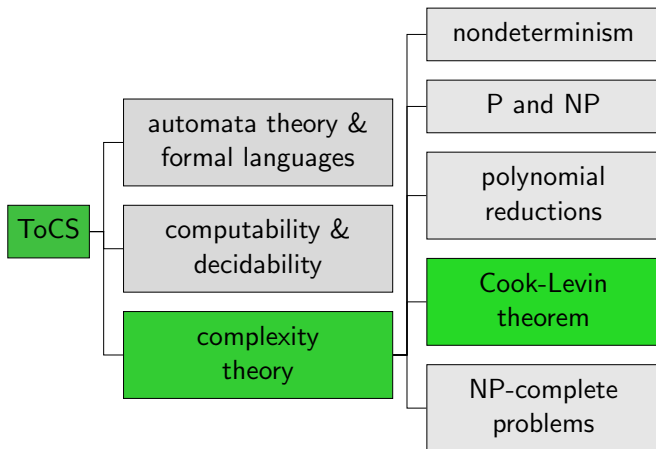 ToCS
automata theory &
formal languages
computability &
decidability
complexity
theory
nondeterminism
P and NP
polynomial
reductions
Cook-Levin
theorem
NP-complete
problems